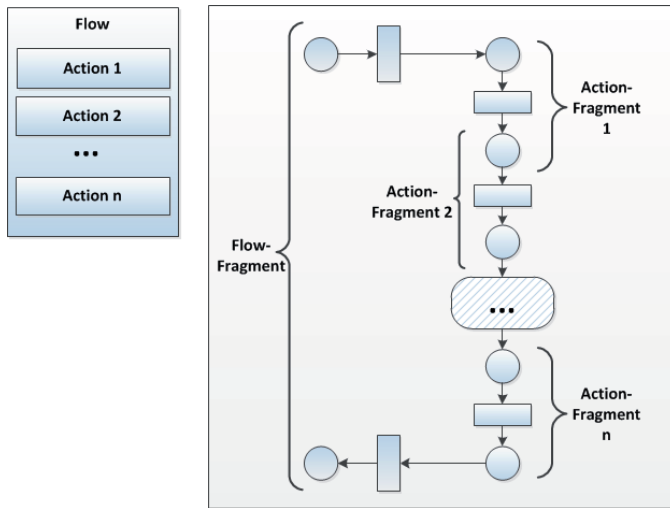 Flow
Action 1
Action 2
...
Action n
Action-
Fragment
1
Action-
Fragment 2
Flow-
Fragment
...
Action-
Fragment
n